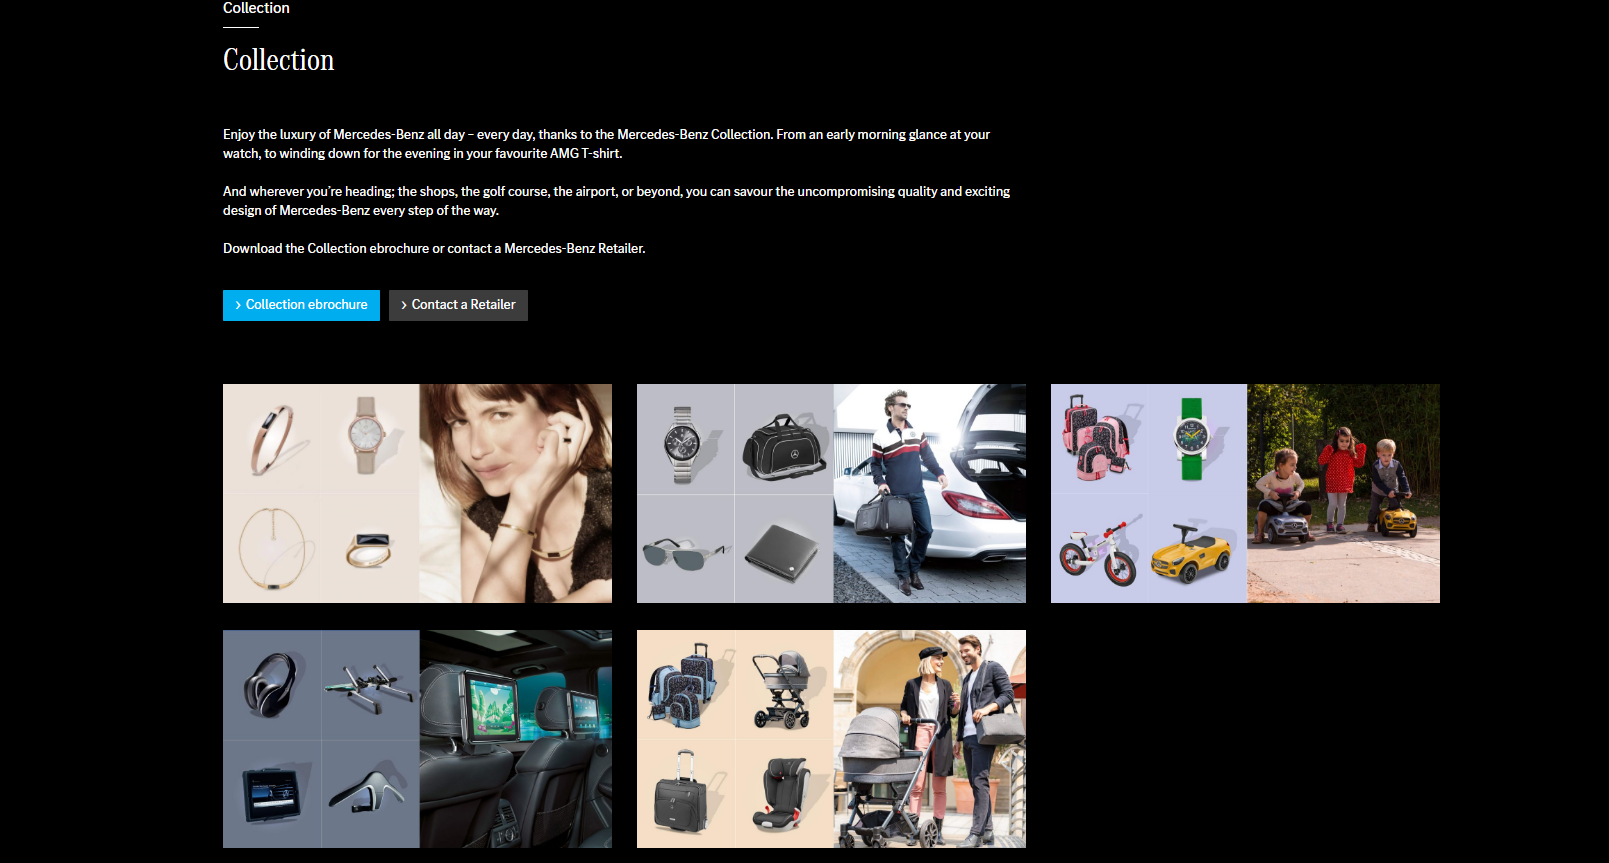 Collection
Collection
Enjoy the luxury of Mercedes-Benz all day – every day, thanks to the Mercedes-Benz Collection. From an early morning glance at your
watch, to winding down for the evening in your favourite AMG T-shirt.
And wherever you’re heading; the shops, the golf course, the airport, or beyond, you can savour the uncompromising quality and exciting
design of Mercedes-Benz every step of the way.
Download the Collection ebrochure or contact a Mercedes-Benz Retailer.
Collection ebrochure
Contact a Retailer